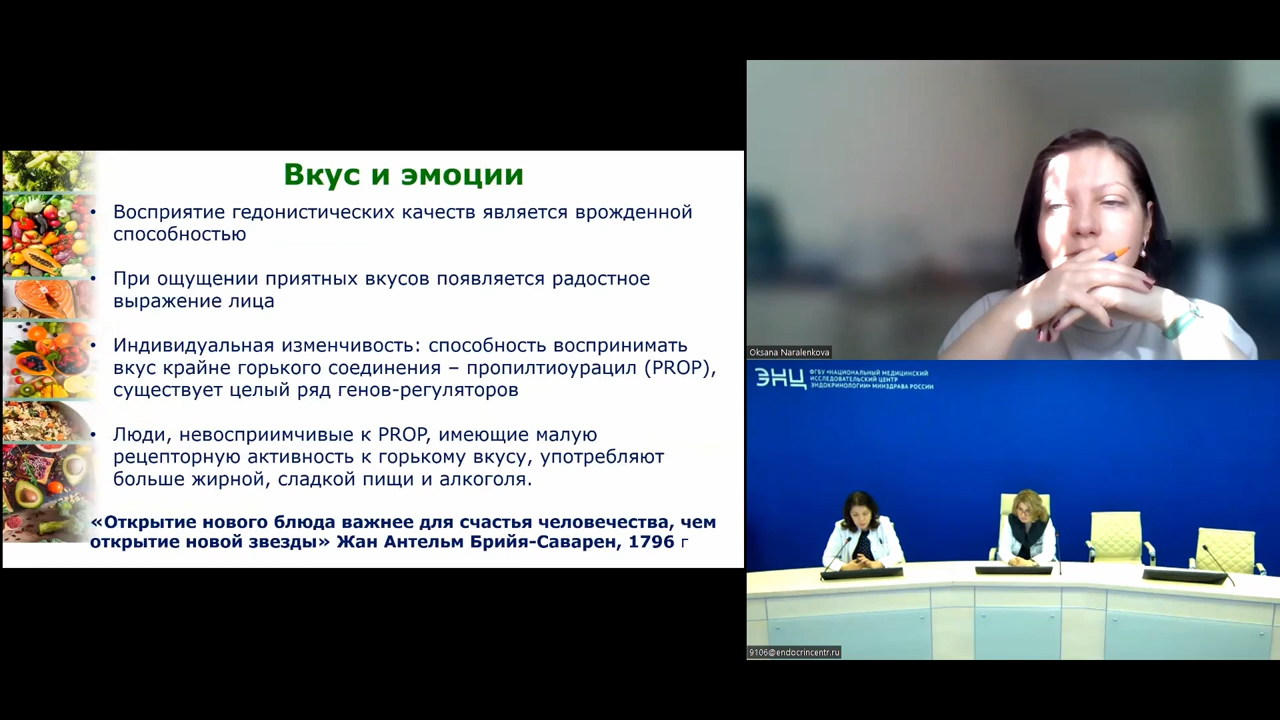 Вкус и эмоции
• Восприятие гедонистических качеств является врожденной
способностью
• При ощущении приятных вкусов появляется радостное
выражение лица
• Индивидуальная изменчивость: способность воспринимать
вкус крайне горького соединения – пропилтиоурацил (PROP),
существует целый ряд генов-регуляторов
• Люди, невосприимчивые к PROP, имеющие малую
рецепторную активность к горькому вкусу, употребляют
больше жирной, сладкой пищи и алкоголя.
«Открытие нового блюда важнее для счастья человечества, чем
открытие новой звезды» Жан Антельм Брийя-Саварен, 1796 г
Oksana Naralenkova
ЭНЦ
ФГБУ «НАЦИОНАЛЬНЫЙ МЕДИЦИНСКИЙ
ИССЛЕДОВАТЕЛЬСКИЙ ЦЕНТР
ЭНДОКРИНОЛОГИИ» МИНЗДРАВА РОССИИ
9106@endocrincentr.ru